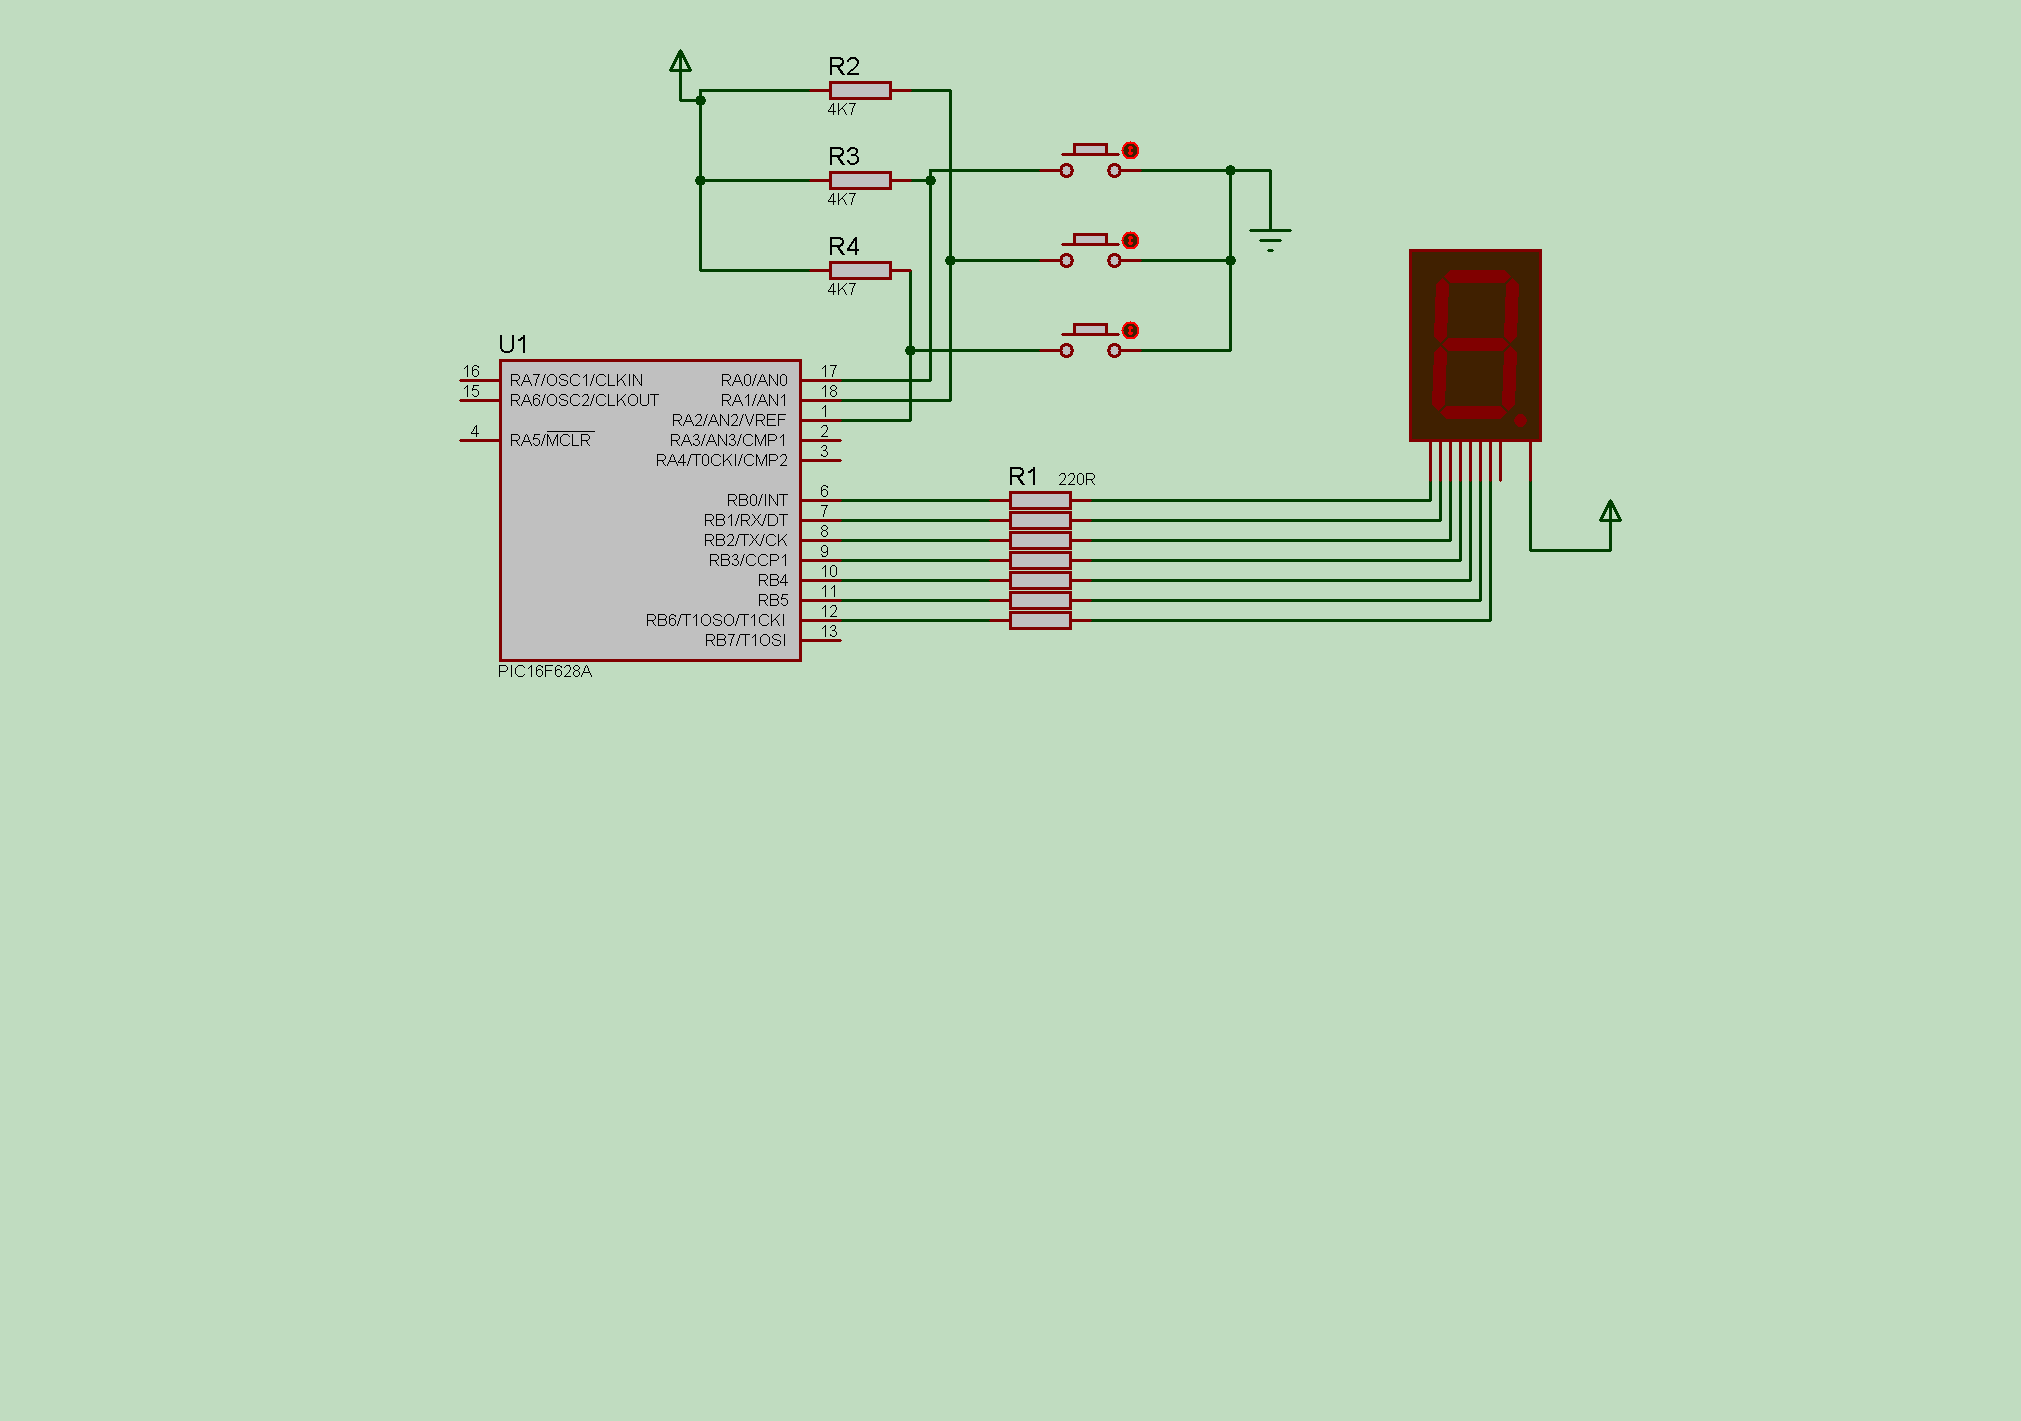 R2
4K7
R3
4K7
R4
4K7
U1
16 RA7/OSC1/CLKIN RA0/AN0 17
15 RA6/OSC2/CLKOUT RA1/AN1 18
RA2/AN2/VREF 1
4 RA5/MCLR RA3/AN3/CMP1 2
RA4/T0CKI/CMP2 3
R1 220R
RB0/INT 6
RB1/RX/DT 7
RB2/TX/CK 8
RB3/CCP1 9
RB4 10
RB5 11
RB6/T1OSO/T1CKI 12
RB7/T1OSI 13
PIC16F628A